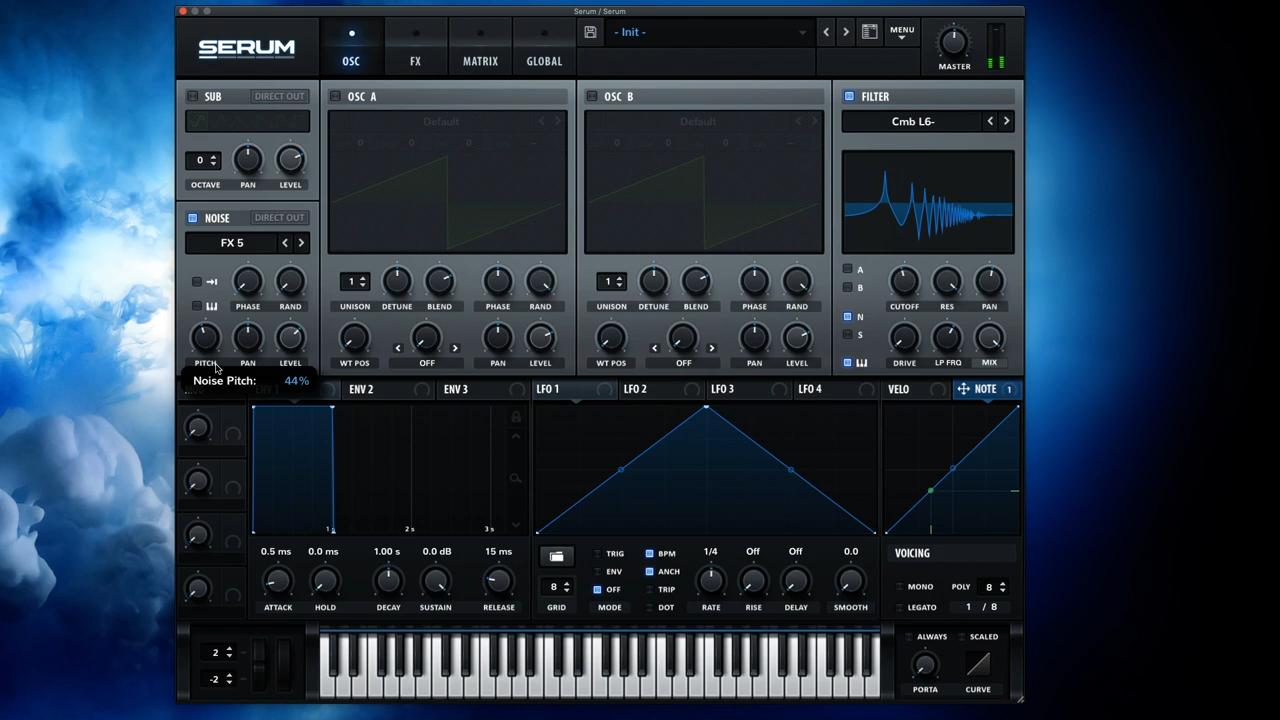 Serum / Serum
SERUM
OSC
FX
MATRIX
GLOBAL
- Init -
MENU
MASTER
SUB
DIRECT OUT
OSC A
OSC B
FILTER
Default
Default
Cmb L6-
0
OCTAVE
PAN
LEVEL
NOISE
DIRECT OUT
FX 5
PHASE
RAND
PITCH
PAN
LEVEL
1
UNISON
DETUNE
BLEND
PHASE
RAND
WT POS
OFF
OFF
PAN
LEVEL
1
UNISON
DETUNE
BLEND
PHASE
RAND
WT POS
OFF
PAN
LEVEL
A
B
N
S
CUTOFF
RES
PAN
DRIVE
LP FRQ
MIX
Noise Pitch: 44%
ENV 2
ENV 3
LFO 1
LFO 2
LFO 3
LFO 4
VELO
NOTE
1
2 s
3 s
0.5 ms
0.0 ms
1.00 s
0.0 dB
15 ms
ATTACK
HOLD
DECAY
SUSTAIN
RELEASE
TRIG
ENV
OFF
MODE
BPM
ANCH
TRIP
DOT
8
GRID
1/4
Off
Off
0.0
RATE
RISE
DELAY
SMOOTH
VOICING
MONO
POLY
8
LEGATO
1 / 8
2
-2
ALWAYS
SCALED
PORTA
CURVE